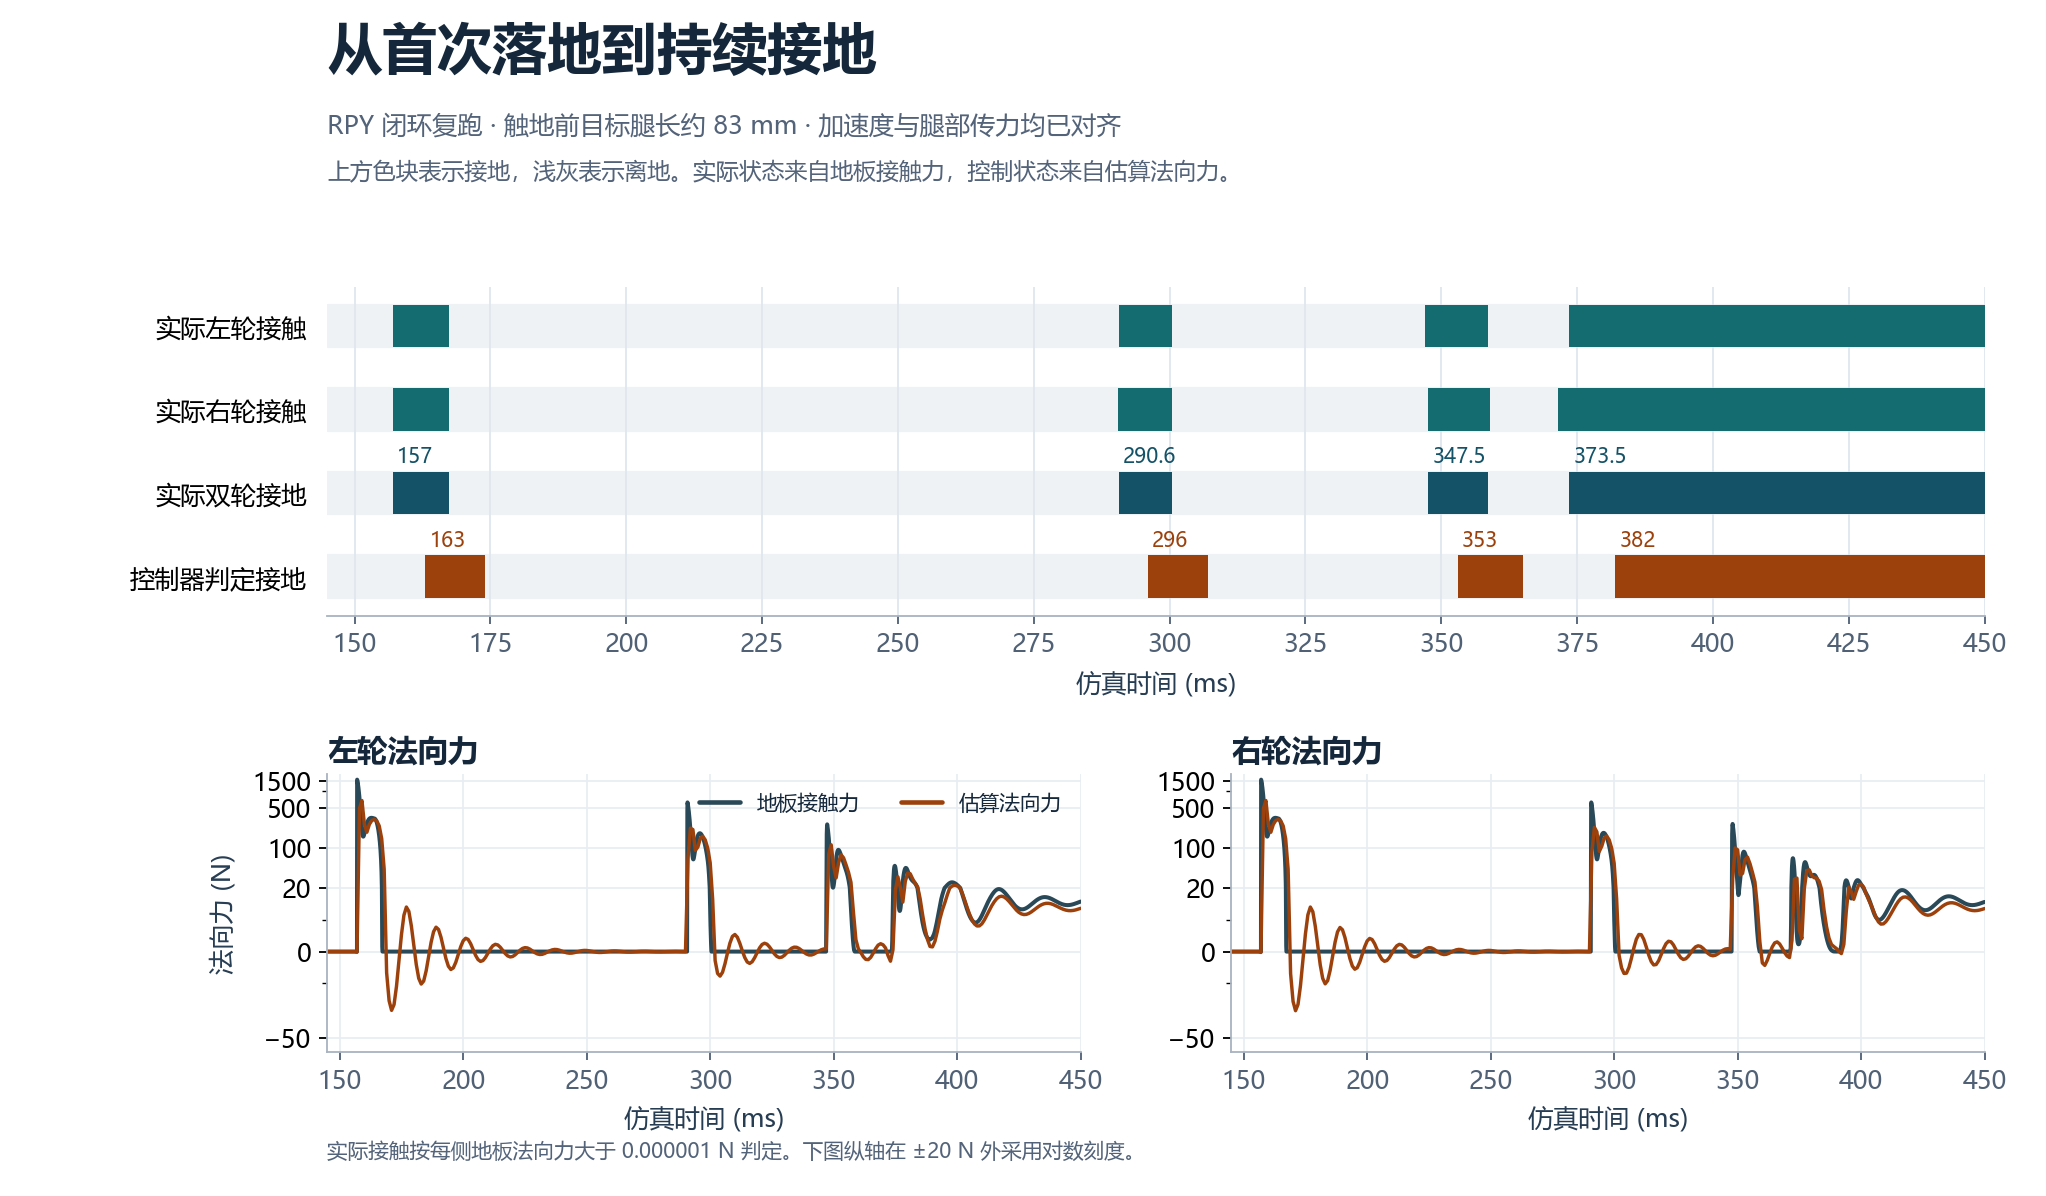 从首次落地到持续接地
RPY 闭环复跑 · 触地前目标腿长约 83 mm · 加速度与腿部传力均已对齐
上方色块表示接地，浅灰表示离地。实际状态来自地板接触力，控制状态来自估算法向力。
实际左轮接触
实际右轮接触
157 290.6 347.5 373.5
实际双轮接地
163 296 353 382
控制器判定接地
150 175 200 225 250 275 300 325 350 375 400 425 450
仿真时间 (ms)
左轮法向力
1500
500
100
20
0
−50
法向力 (N)
地板接触力 估算法向力
150 200 250 300 350 400 450
仿真时间 (ms)
右轮法向力
1500
500
100
20
0
−50
150 200 250 300 350 400 450
仿真时间 (ms)
实际接触按每侧地板法向力大于 0.000001 N 判定。下图纵轴在 ±20 N 外采用对数刻度。